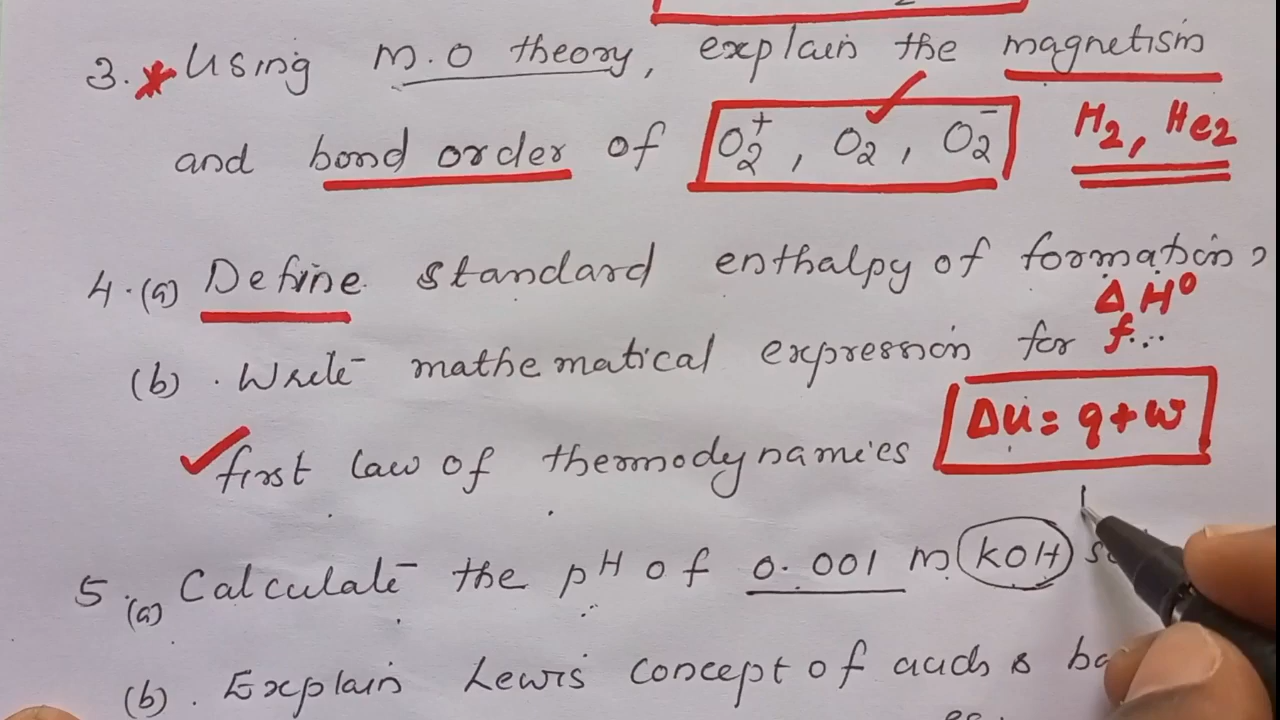 3. * Using M.O theory, explain the magnetism
and bond order of O2+, O2, O2- H2, He2
4. (a) Define standard enthalpy of formation,
ΔH°f...
(b). Write mathematical expression for
first law of thermodynamics ΔU = q + w
5. (a) Calculate the pH of 0.001 M KOH
(b). Explain Lewis concept of acids &